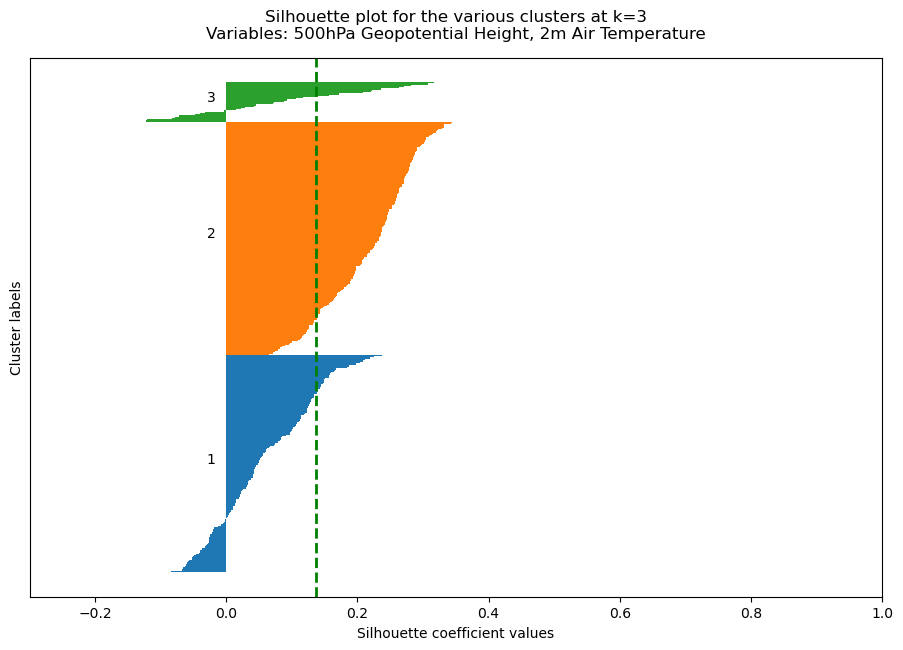 Silhouette plot for the various clusters at k=3
Variables: 500hPa Geopotential Height, 2m Air Temperature
Cluster labels
3
2
1
−0.2 0.0 0.2 0.4 0.6 0.8 1.0
Silhouette coefficient values